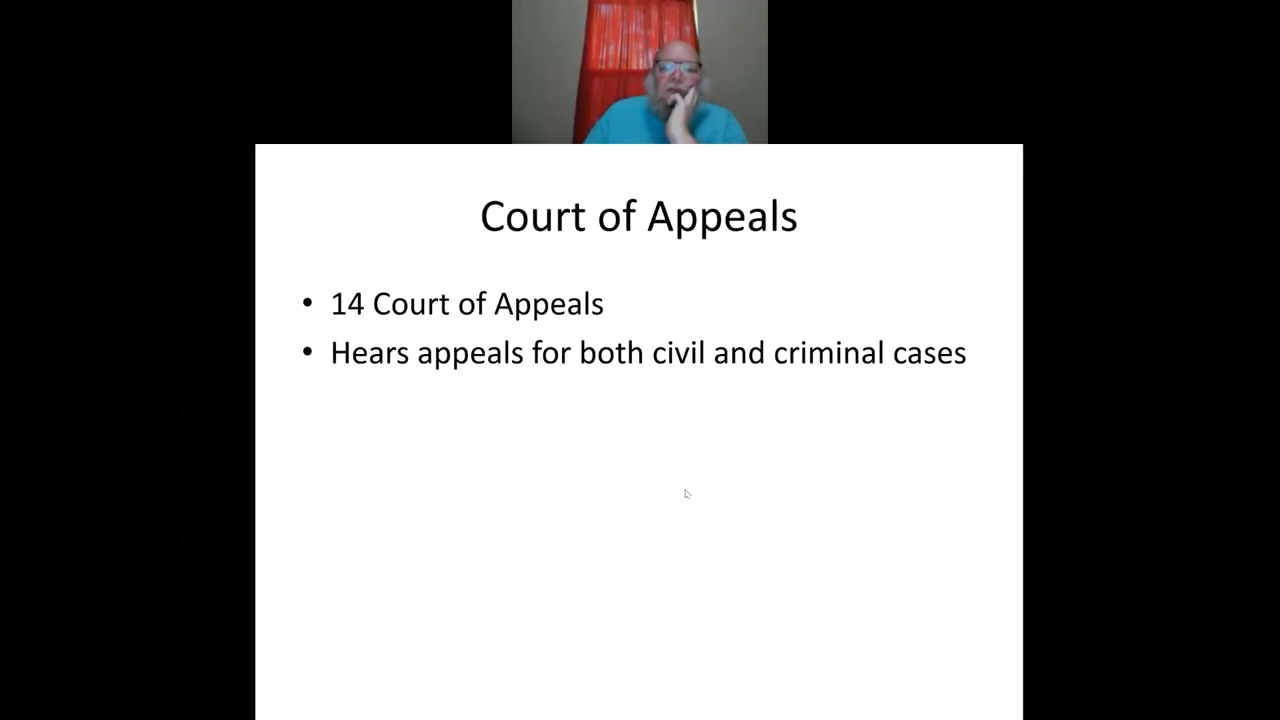 Court of Appeals
• 14 Court of Appeals
• Hears appeals for both civil and criminal cases